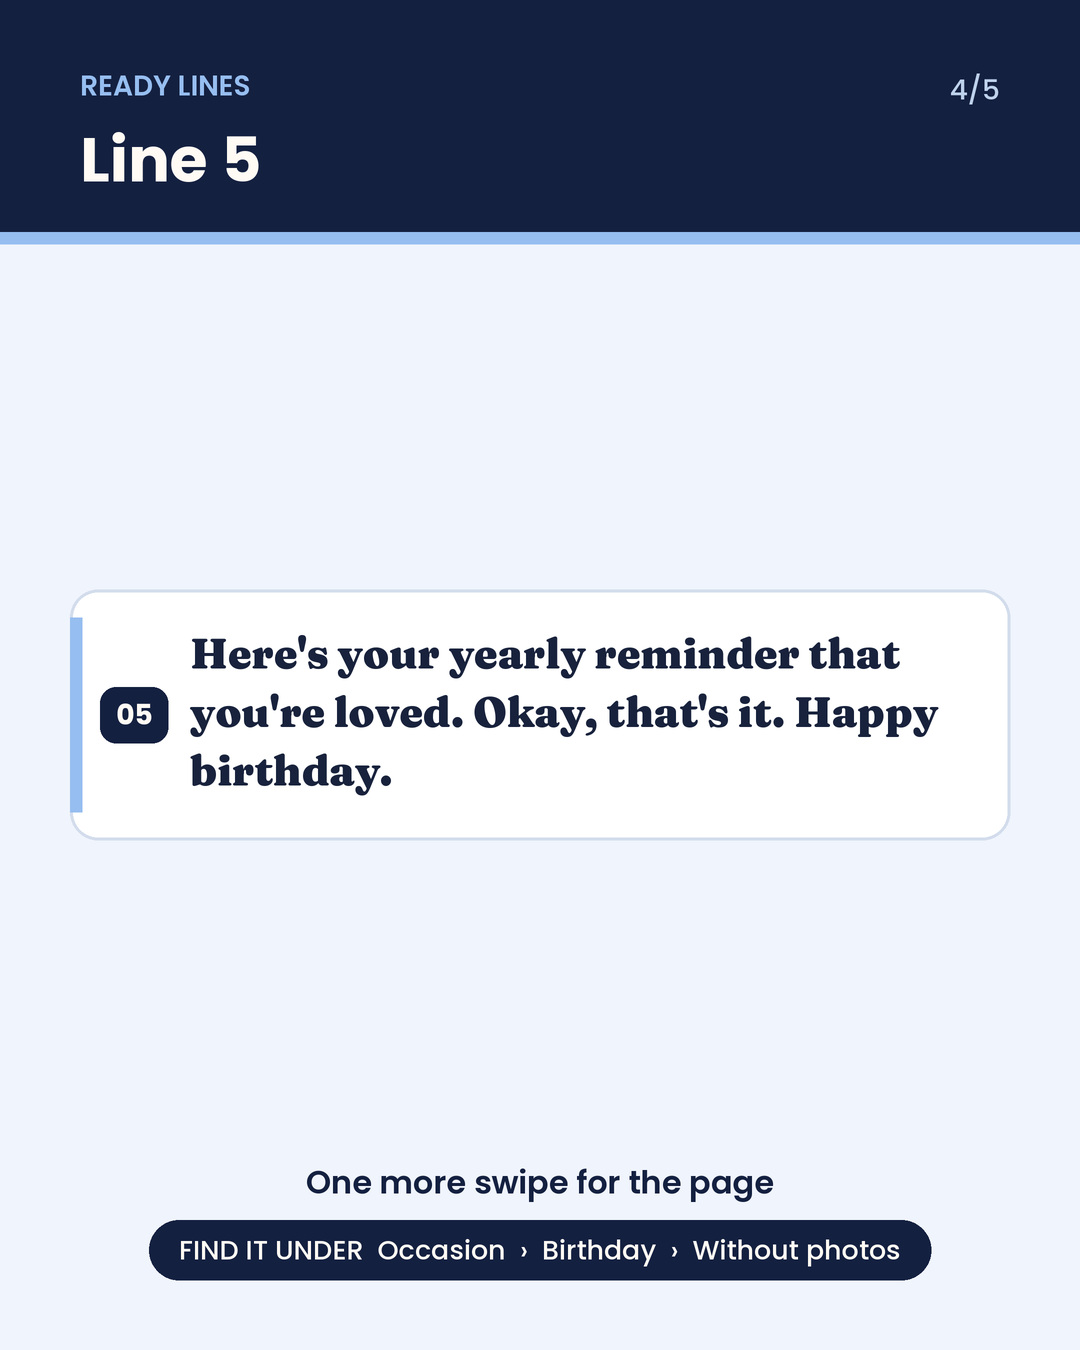 READY LINES
4/5
Line 5
05
Here's your yearly reminder that
you're loved. Okay, that's it. Happy
birthday.
One more swipe for the page
FIND IT UNDER Occasion › Birthday › Without photos